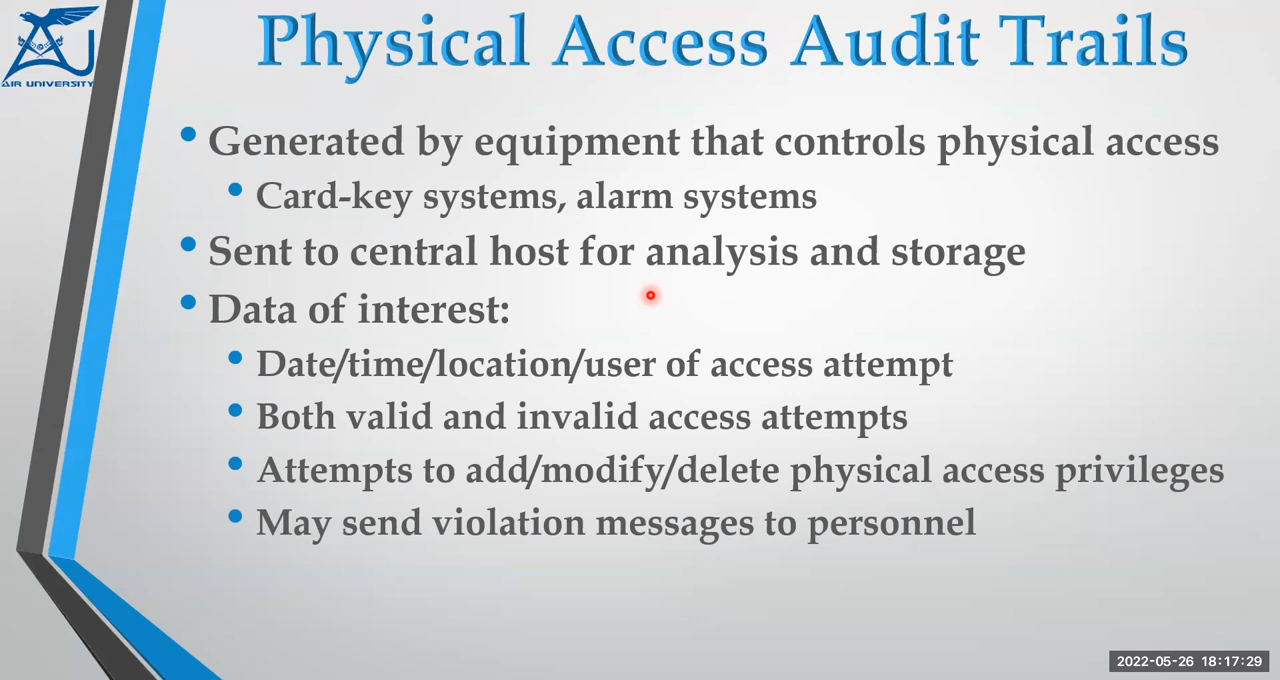 Physical Access Audit Trails
AIR UNIVERSITY
• Generated by equipment that controls physical access
• Card-key systems, alarm systems
• Sent to central host for analysis and storage
• Data of interest:
• Date/time/location/user of access attempt
• Both valid and invalid access attempts
• Attempts to add/modify/delete physical access privileges
• May send violation messages to personnel
2022-05-26 18:17:29